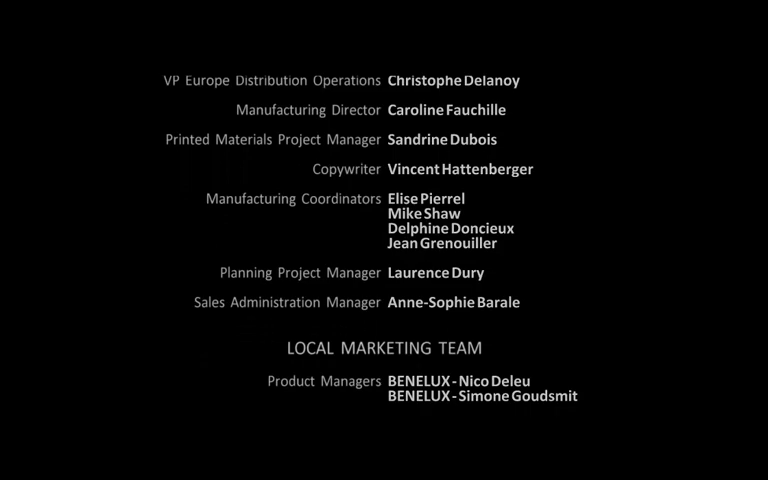 VP Europe Distribution Operations Christophe Delanoy
Manufacturing Director Caroline Fauchille
Printed Materials Project Manager Sandrine Dubois
Copywriter Vincent Hattenberger
Manufacturing Coordinators Elise Pierrel
Mike Shaw
Delphine Doncieux
Jean Grenouiller
Planning Project Manager Laurence Dury
Sales Administration Manager Anne-Sophie Barale
LOCAL MARKETING TEAM
Product Managers BENELUX - Nico Deleu
BENELUX - Simone Goudsmit